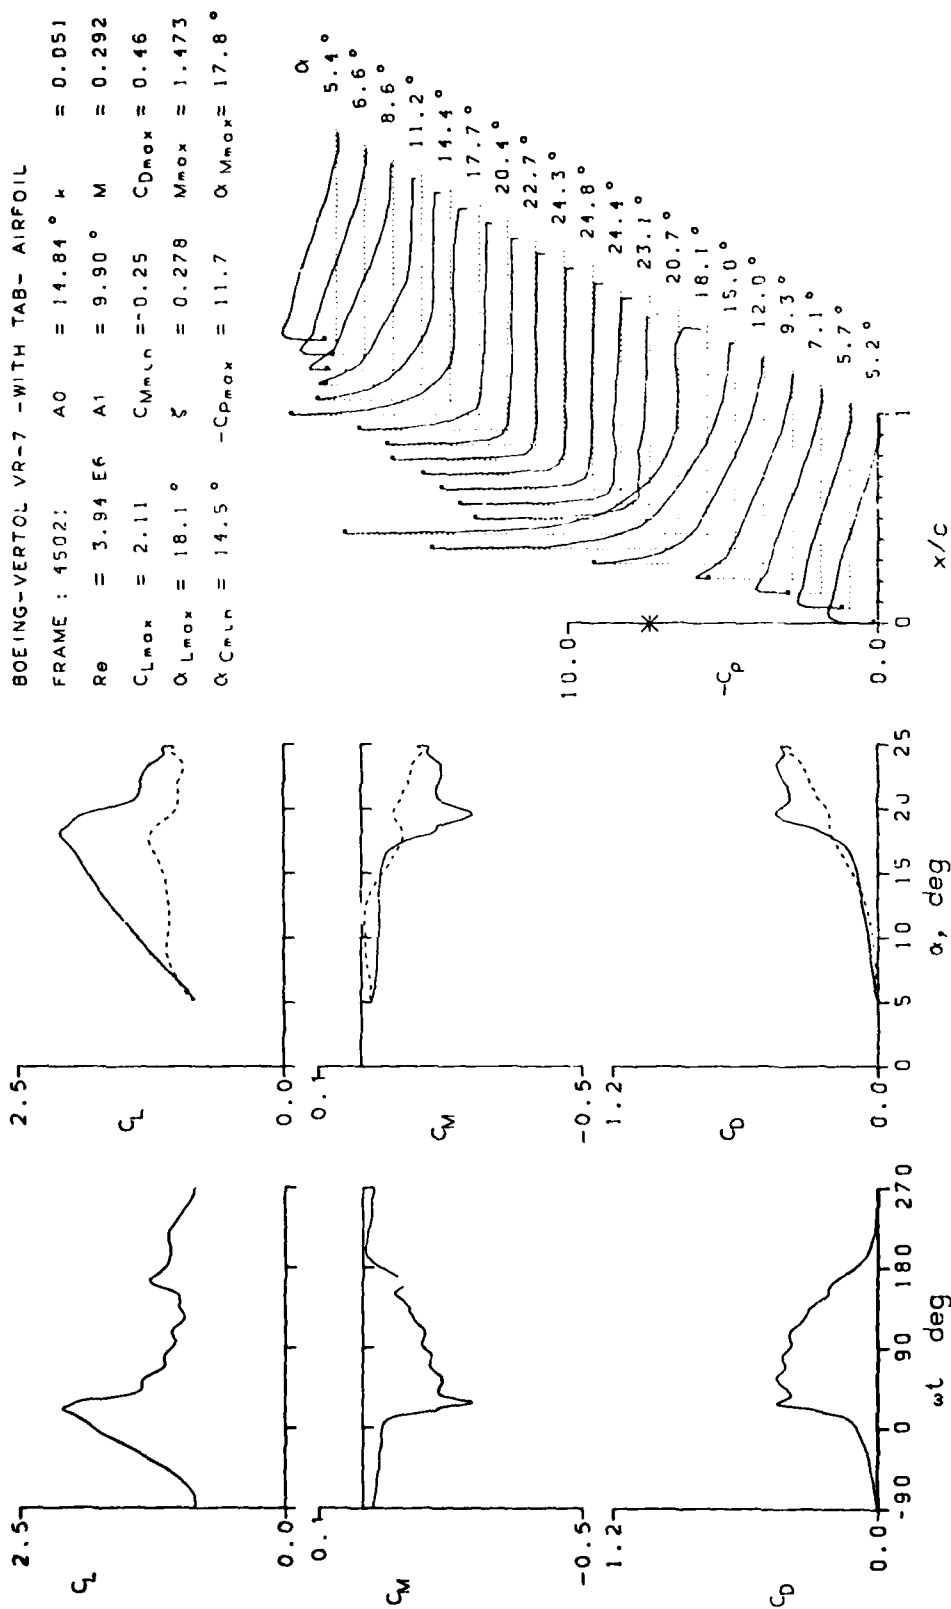 BOEING-VERTOL VR-7 -WITH TAB- AIRFOIL
FRAME : 45021 A0 = 14.84° k = 0.051
Re = 3.94 E6 A1 = 9.90° M = 0.292
CLmax = 2.11 CMmin =-0.25 CDmax = 0.46
αLmax = 18.1° ζ = 0.278 Mmax = 1.473
αCmin = 14.5° -CPmax = 11.7 αMmax= 17.8°
2.5
CL
0.0
0.1
CM
-0.5
1.2
CD
0.0
-90 0 90 180 270
ωt deg
2.5
CL
0.0
0.1
CM
-0.5
1.2
CD
0.0
0 5 10 15 20 25
α, deg
α
5.4°
6.6°
8.6°
11.2°
14.4°
17.7°
20.4°
22.7°
24.3°
24.8°
24.4°
23.1°
20.7°
18.1°
15.0°
12.0°
9.3°
7.1°
5.7°
5.2°
10.0
-Cp
0.0
0 1
x/c